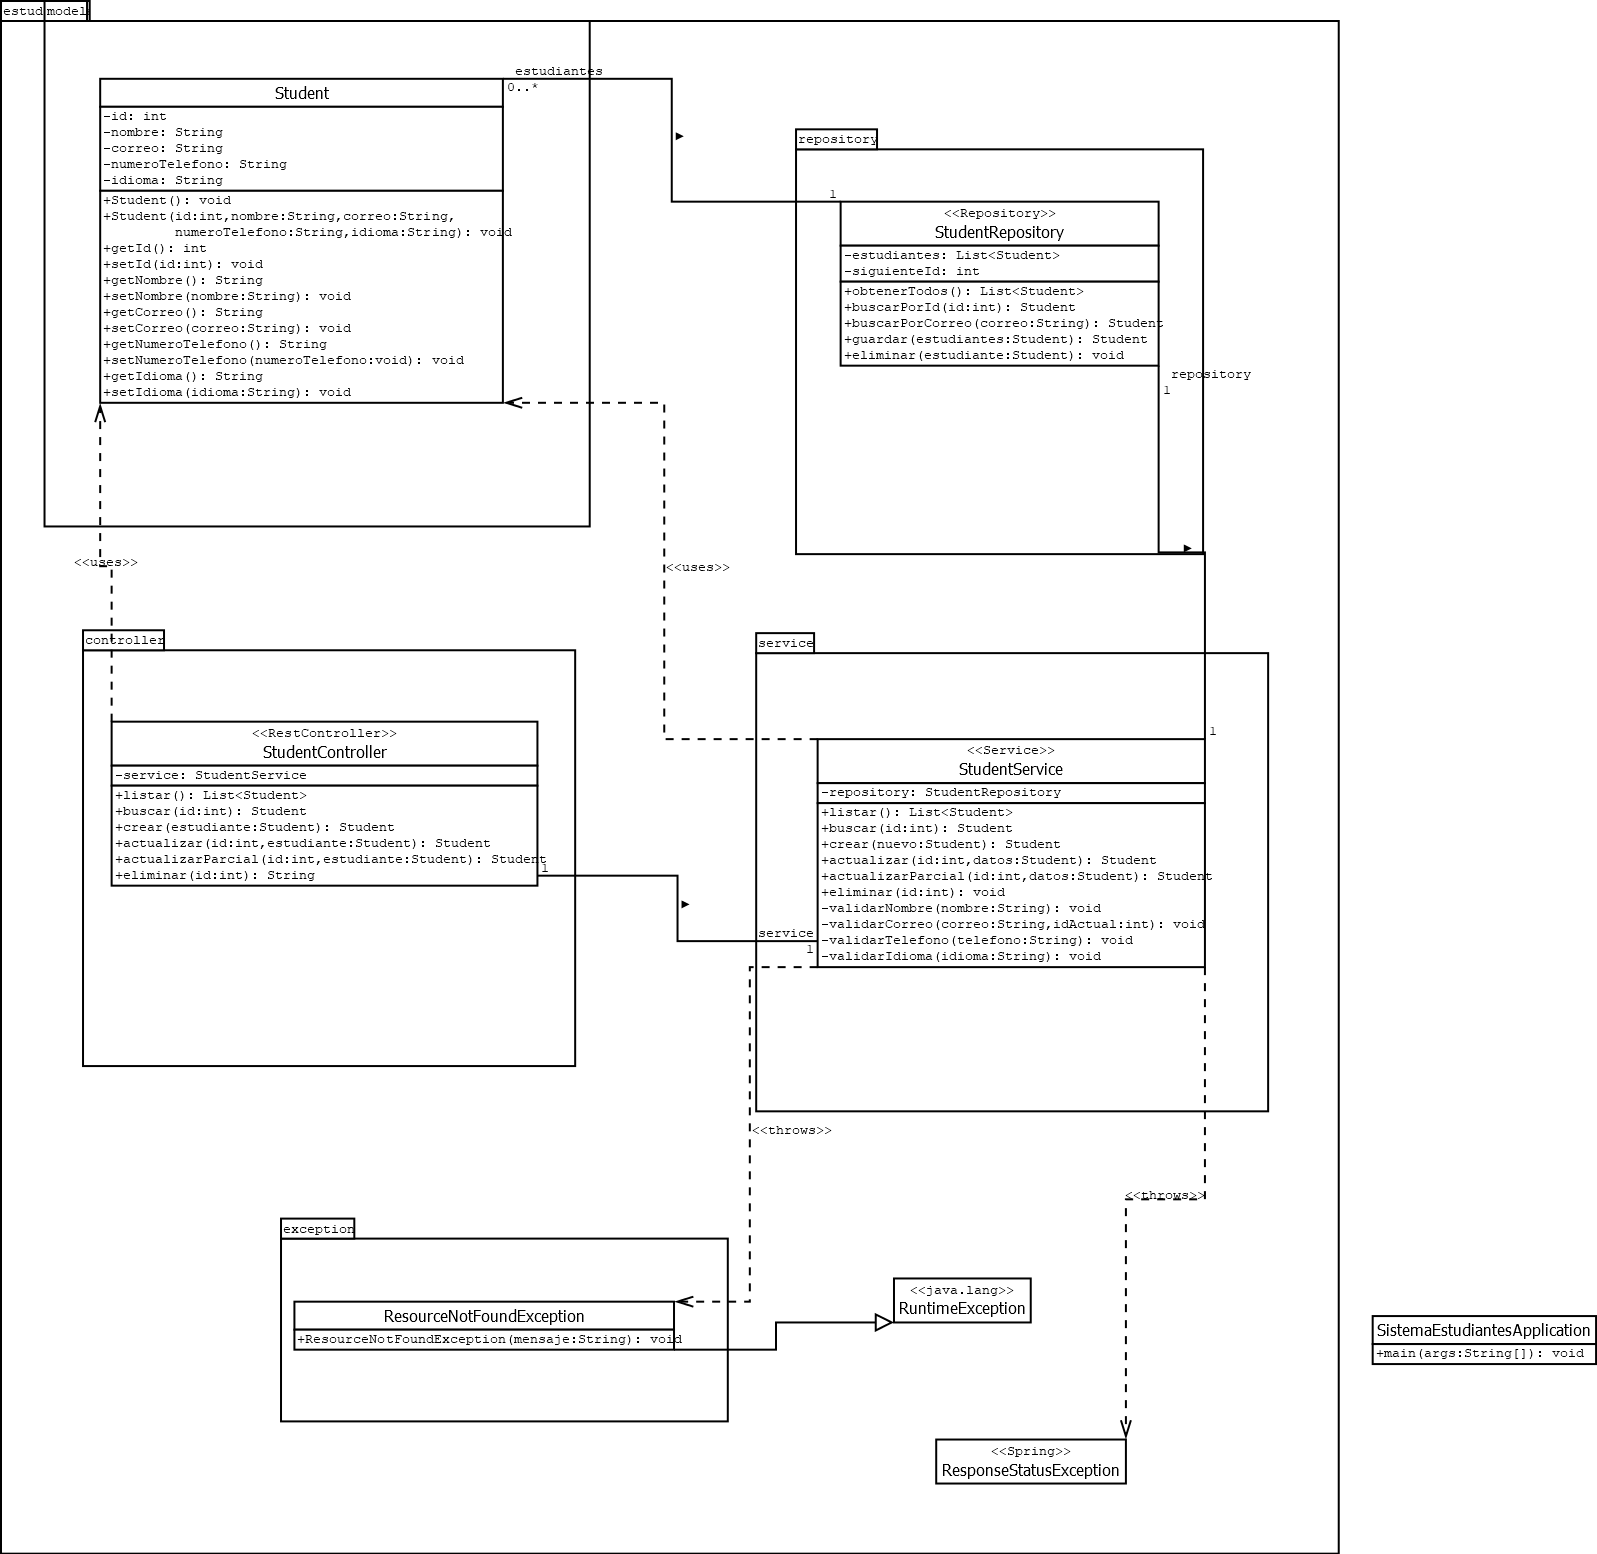 estud
model
estudiantes
0..*
Student
-id: int
-nombre: String
-correo: String
-numeroTelefono: String
-idioma: String
+Student(): void
+Student(id:int,nombre:String,correo:String,
numeroTelefono:String,idioma:String): void
+getId(): int
+setId(id:int): void
+getNombre(): String
+setNombre(nombre:String): void
+getCorreo(): String
+setCorreo(correo:String): void
+getNumeroTelefono(): String
+setNumeroTelefono(numeroTelefono:void): void
+getIdioma(): String
+setIdioma(idioma:String): void
repository
1
<<Repository>>
StudentRepository
-estudiantes: List<Student>
-siguienteId: int
+obtenerTodos(): List<Student>
+buscarPorId(id:int): Student
+buscarPorCorreo(correo:String): Student
+guardar(estudiantes:Student): Student
+eliminar(estudiante:Student): void
repository
1
<<uses>>
<<uses>>
controller
<<RestController>>
StudentController
-service: StudentService
+listar(): List<Student>
+buscar(id:int): Student
+crear(estudiante:Student): Student
+actualizar(id:int,estudiante:Student): Student
+actualizarParcial(id:int,estudiante:Student): Student
+eliminar(id:int): String
1
service
1
<<Service>>
StudentService
-repository: StudentRepository
+listar(): List<Student>
+buscar(id:int): Student
+crear(nuevo:Student): Student
+actualizar(id:int,datos:Student): Student
+actualizarParcial(id:int,datos:Student): Student
+eliminar(id:int): void
-validarNombre(nombre:String): void
-validarCorreo(correo:String,idActual:int): void
-validarTelefono(telefono:String): void
-validarIdioma(idioma:String): void
service
1
<<throws>>
<<throws>>
exception
ResourceNotFoundException
+ResourceNotFoundException(mensaje:String): void
<<java.lang>>
RuntimeException
SistemaEstudiantesApplication
+main(args:String[]): void
<<Spring>>
ResponseStatusException